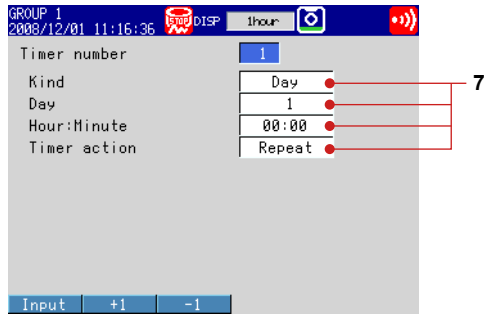 GROUP 1
2008/12/01 11:16:36 STOP DISP 1hour
Timer number 1
Kind Day 7
Day 1
Hour:Minute 00:00
Timer action Repeat
Input +1 -1